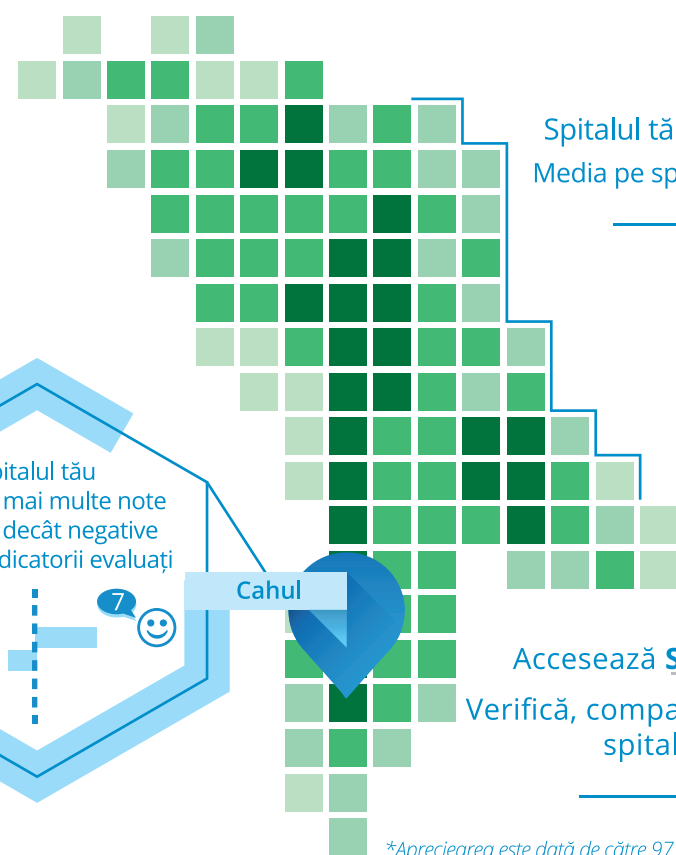 Spitalul tă
Media pe sp
pitalul tău
mai multe note
decât negative
dicatorii evaluați
7
Cahul
Accesează S
Verifică, compa
spital
*Aprecierea este dată de către 97